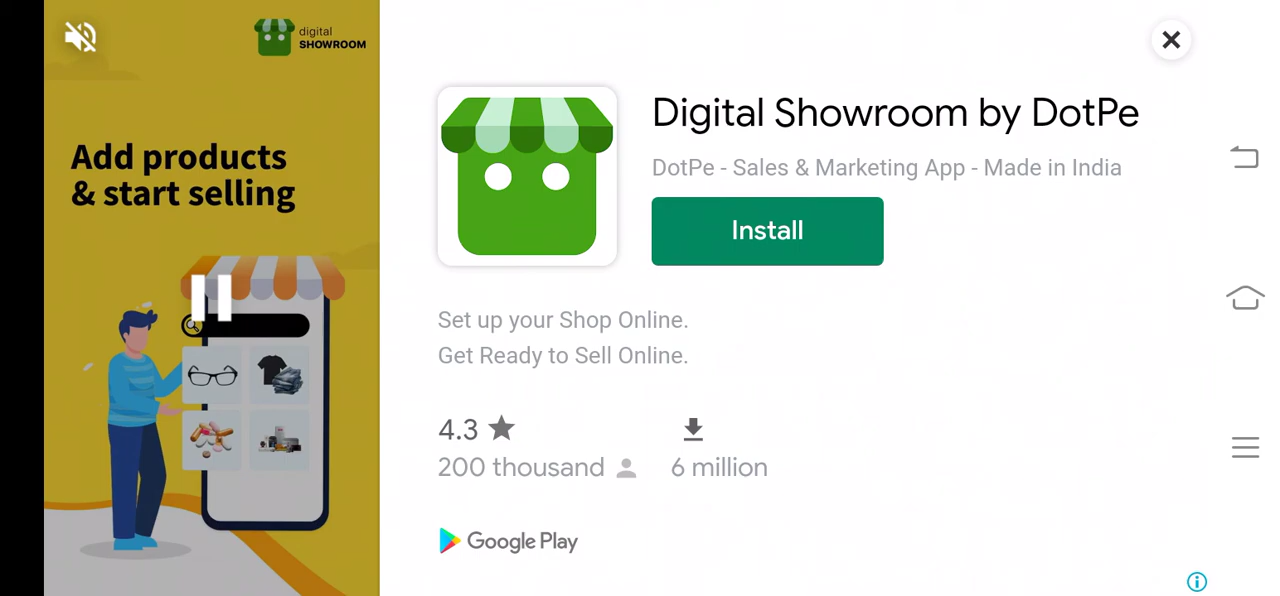 digital
SHOWROOM
Add products
& start selling
Digital Showroom by DotPe
DotPe - Sales & Marketing App - Made in India
Install
Set up your Shop Online.
Get Ready to Sell Online.
4.3
200 thousand
6 million
Google Play